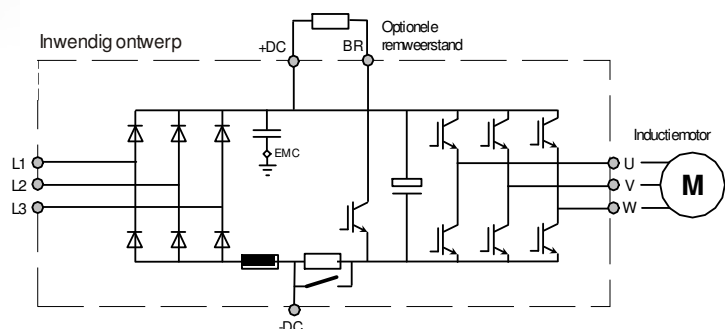 Inwendig ontwerp
Optionele
remweerstand
+DC
BR
EMC
Inductiemotor
L1
L2
L3
U
V
W
M
-DC